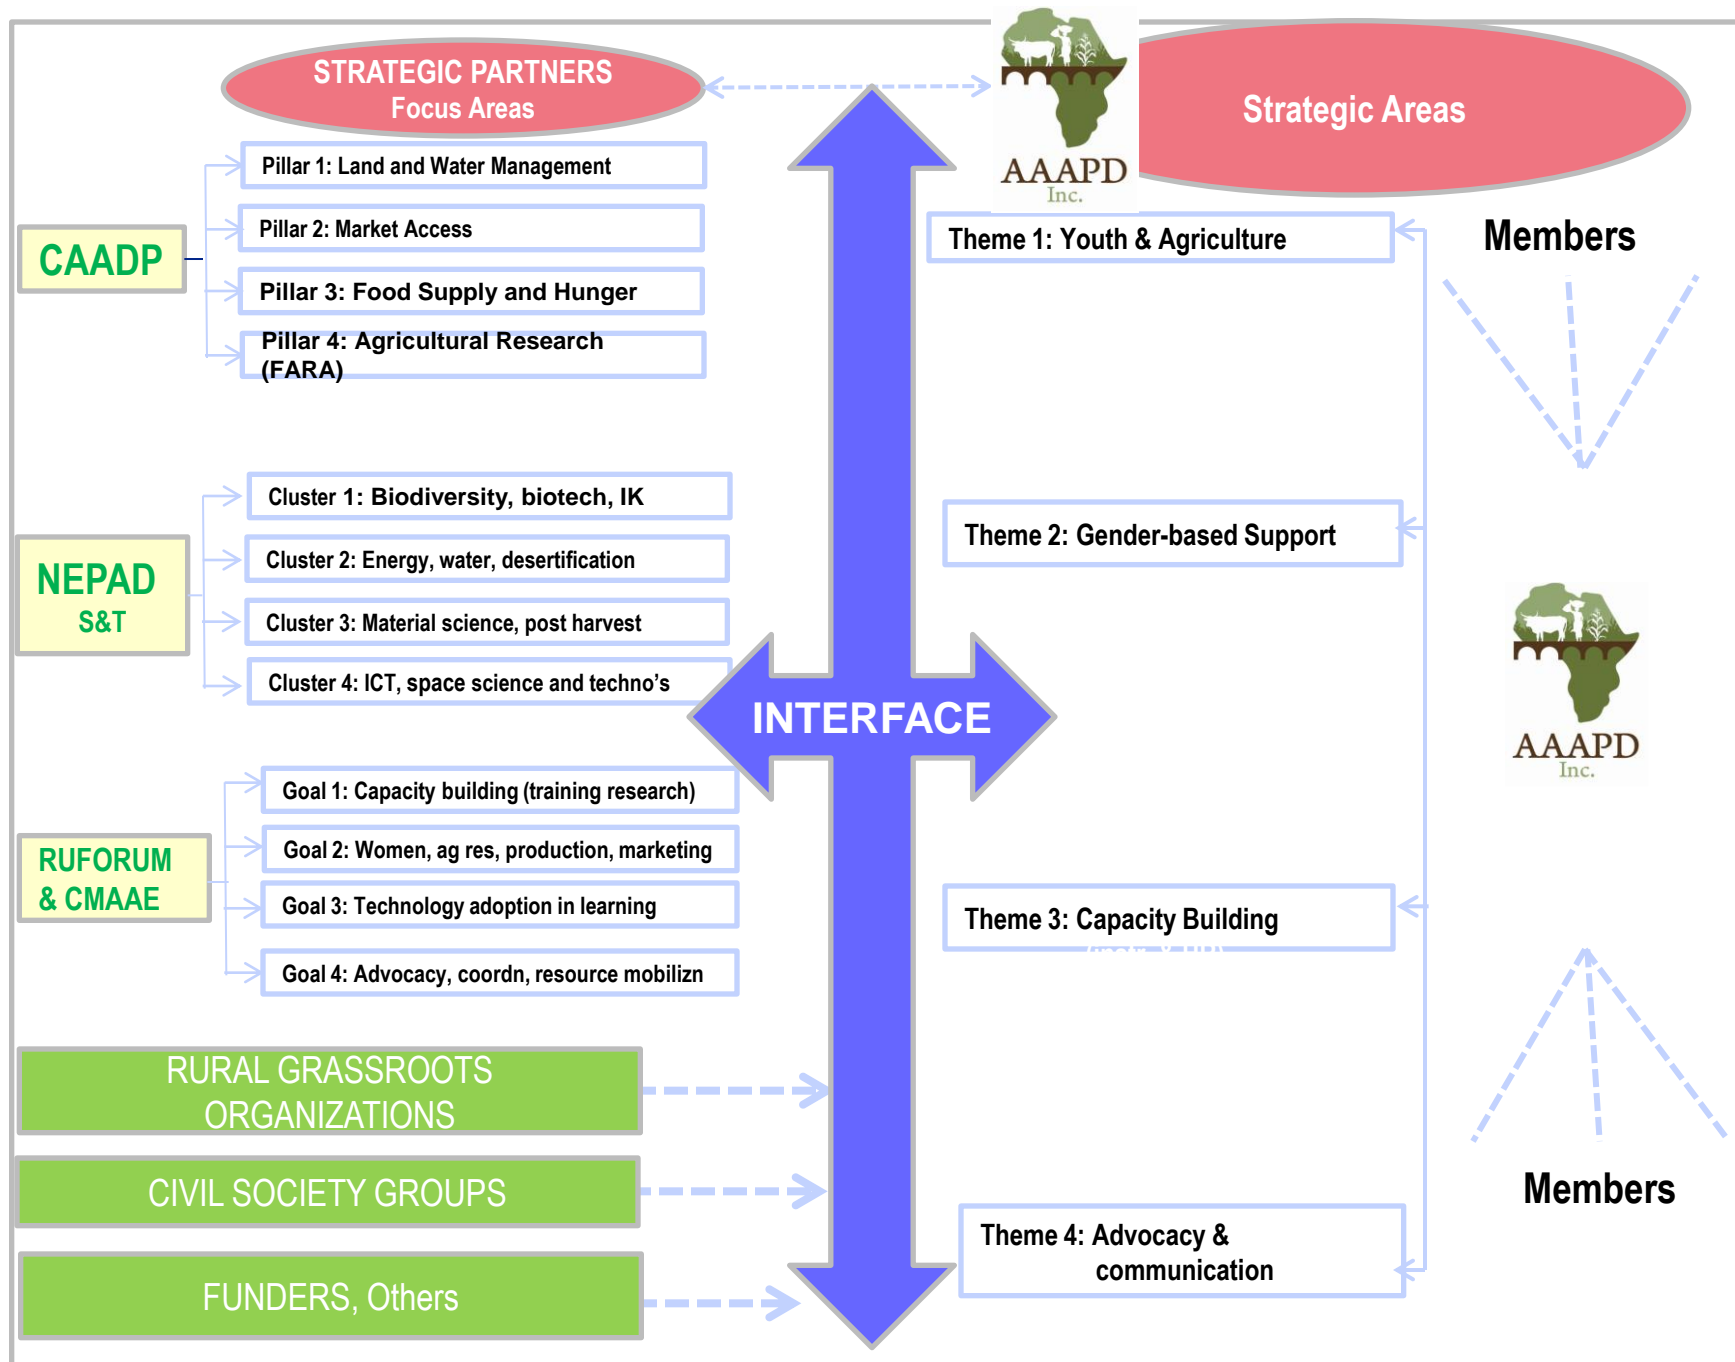 STRATEGIC PARTNERS
Focus Areas
Pillar 1: Land and Water Management
Pillar 2: Market Access
CAADP
Pillar 3: Food Supply and Hunger
Pillar 4: Agricultural Research
(FARA)
Cluster 1: Biodiversity, biotech, IK
Cluster 2: Energy, water, desertification
NEPAD
S&T
Cluster 3: Material science, post harvest
Cluster 4: ICT, space science and techno's
INTERFACE
Goal 1: Capacity building (training research)
Goal 2: Women, ag res, production, marketing
RUFORUM
& CMAAE
Goal 3: Technology adoption in learning
Goal 4: Advocacy, coordn, resource mobilizn
RURAL GRASSROOTS
ORGANIZATIONS
CIVIL SOCIETY GROUPS
FUNDERS, Others
AAAPD
Inc.
Strategic Areas
Theme 1: Youth & Agriculture
Members
Theme 2: Gender-based Support
AAAPD
Inc.
Theme 3: Capacity Building
Theme 4: Advocacy &
communication
Members